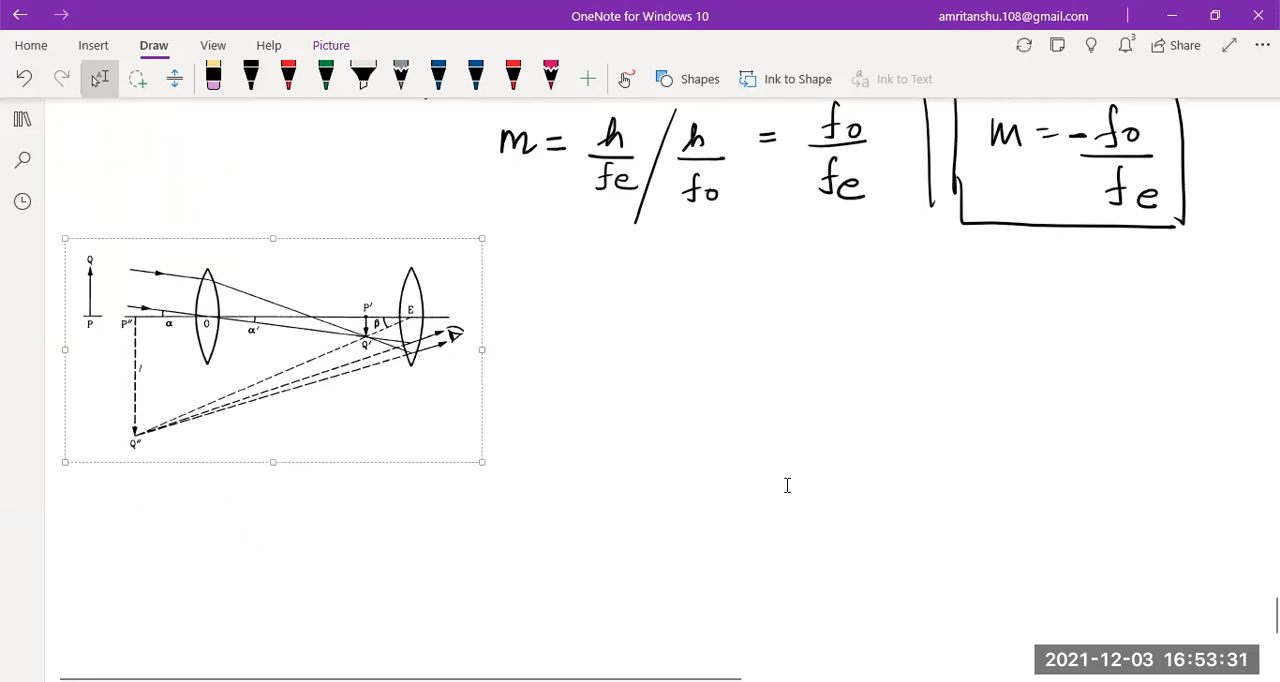 OneNote for Windows 10
amritanshu.108@gmail.com
Home Insert Draw View Help Picture
3 Share
Shapes Ink to Shape Ink to Text
m = h / h = fo | m = - fo
fe fo fe fe
Q
P P" α O α' P' β E
Q'
Q"
2021-12-03 16:53:31